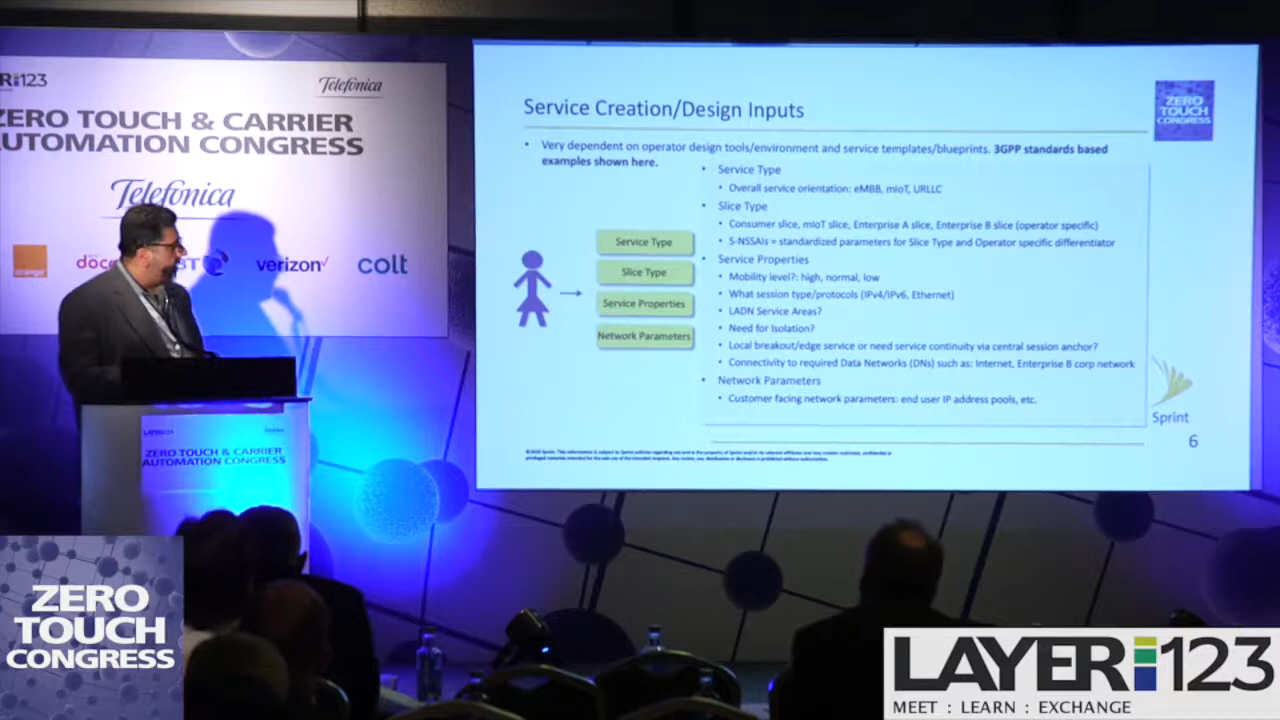 R123
Telefónica
ZERO TOUCH & CARRIER
AUTOMATION CONGRESS
Telefónica
orange
doco
BT
verizon
colt
LAYER123
ZERO TOUCH & CARRIER
AUTOMATION CONGRESS
Service Creation/Design Inputs
ZERO
TOUCH
CONGRESS
• Very dependent on operator design tools/environment and service templates/blueprints. 3GPP standards based
examples shown here.
Service Type
Slice Type
Service Properties
Network Parameters
• Service Type
• Overall service orientation: eMBB, mIoT, URLLC
• Slice Type
• Consumer slice, mIoT slice, Enterprise A slice, Enterprise B slice (operator specific)
• S-NSSAIs = standardized parameters for Slice Type and Operator specific differentiator
• Service Properties
• Mobility level?: high, normal, low
• What session type/protocols (IPv4/IPv6, Ethernet)
• LADN Service Areas?
• Need for Isolation?
• Local breakout/edge service or need service continuity via central session anchor?
• Connectivity to required Data Networks (DNs) such as: Internet, Enterprise B corp network
• Network Parameters
• Customer facing network parameters: end user IP address pools, etc.
Sprint
6
ZERO
TOUCH
CONGRESS
LAYER123
MEET : LEARN : EXCHANGE